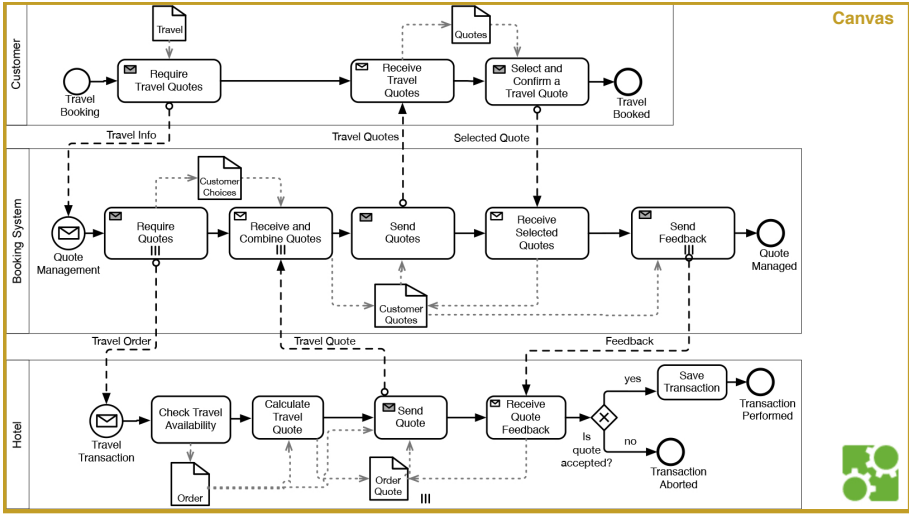 Canvas
Customer
Travel
Quotes
Require
Travel Quotes
Receive
Travel
Quotes
Select and
Confirm a
Travel Quote
Travel
Booking
Travel
Booked
Travel Info
Travel Quotes
Selected Quote
Booking System
Customer
Choices
Require
Quotes
Receive and
Combine Quotes
Send
Quotes
Receive
Selected
Quotes
Send
Feedback
Quote
Management
Quote
Managed
Customer
Quotes
Travel Order
Travel Quote
Feedback
Hotel
Check Travel
Availability
Calculate
Travel
Quote
Send
Quote
Receive
Quote
Feedback
yes
Save
Transaction
Transaction
Performed
Travel
Transaction
Is
quote
accepted?
no
Transaction
Aborted
Order
Order
Quote